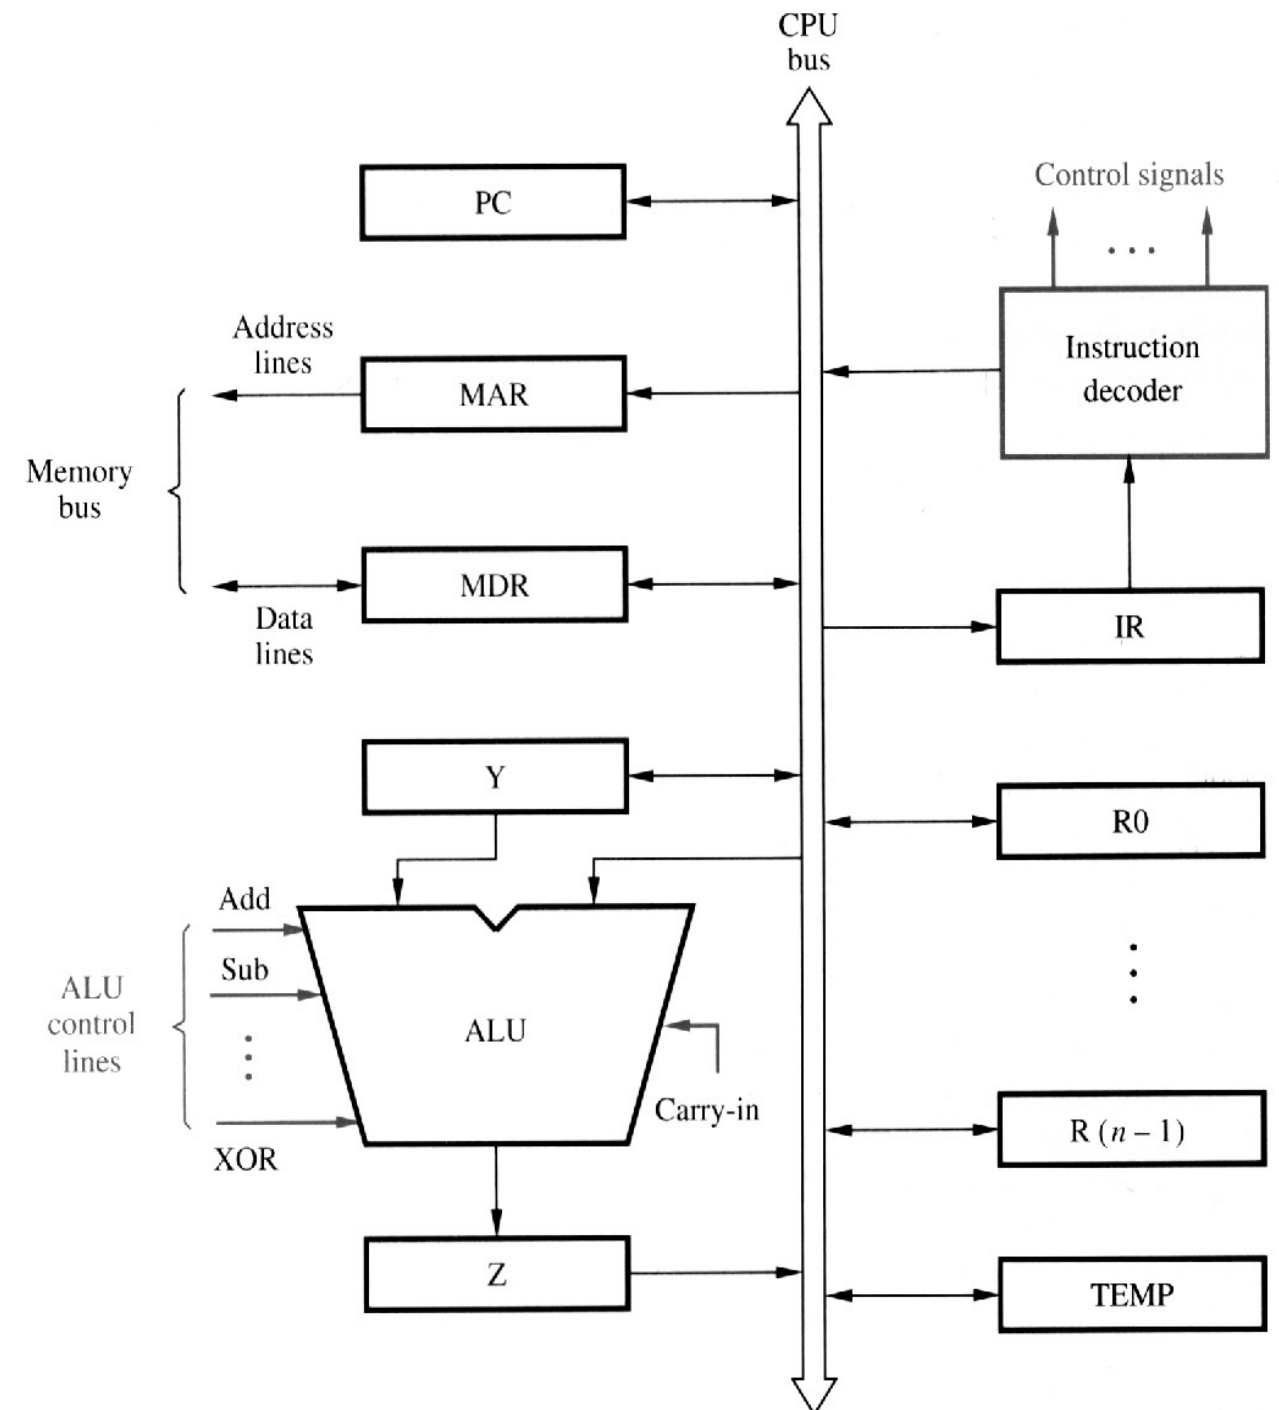 CPU
bus
PC
Control signals
Address
lines
MAR
Instruction
decoder
Memory
bus
MDR
Data
lines
IR
Y
R0
Add
Sub
ALU
control
lines
ALU
Carry-in
XOR
R (n – 1)
Z
TEMP